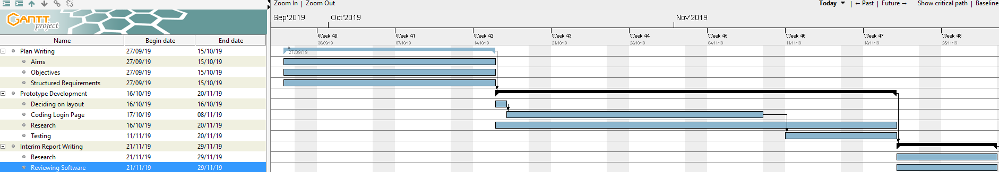 Zoom In | Zoom Out
Today ▼ | ← Past | Future → Show critical path | Baseline
GANTT
project
Sep'2019 Oct'2019 Nov'2019
Name Begin date End date
Week 40 Week 41 Week 42 Week 43 Week 44 Week 45 Week 46 Week 47 Week 48
30/09/19 07/10/19 14/10/19 21/10/19 28/10/19 04/11/19 11/11/19 18/11/19 25/11/19
Plan Writing 27/09/19 15/10/19 27/09/19
Aims 27/09/19 15/10/19
Objectives 27/09/19 15/10/19
Structured Requirements 27/09/19 15/10/19
Prototype Development 16/10/19 20/11/19
Deciding on layout 16/10/19 16/10/19
Coding Login Page 17/10/19 08/11/19
Research 16/10/19 20/11/19
Testing 11/11/19 20/11/19
Interim Report Writing 21/11/19 29/11/19
Research 21/11/19 29/11/19
Reviewing Software 21/11/19 29/11/19